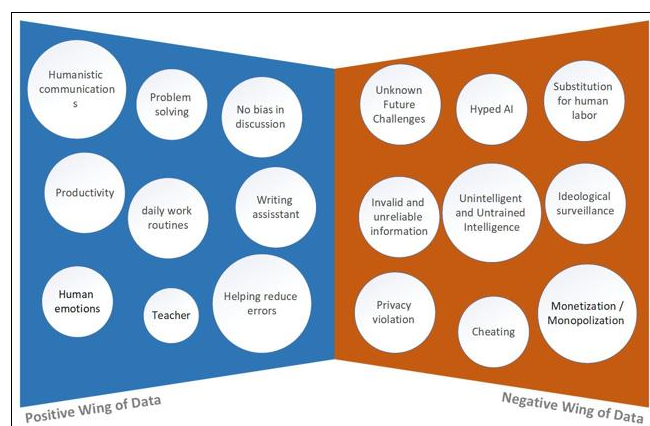 Humanistic
communication
s
Problem
solving
No bias in
discussion
Productivity
daily work
routines
Writing
assisstant
Human
emotions
Teacher
Helping reduce
errors
Positive Wing of Data
Unknown
Future
Challenges
Hyped AI
Substitution
for human
labor
Invalid and
unreliable
information
Unintelligent
and Untrained
Intelligence
Ideological
surveillance
Privacy
violation
Cheating
Monetization /
Monopolization
Negative Wing of Data